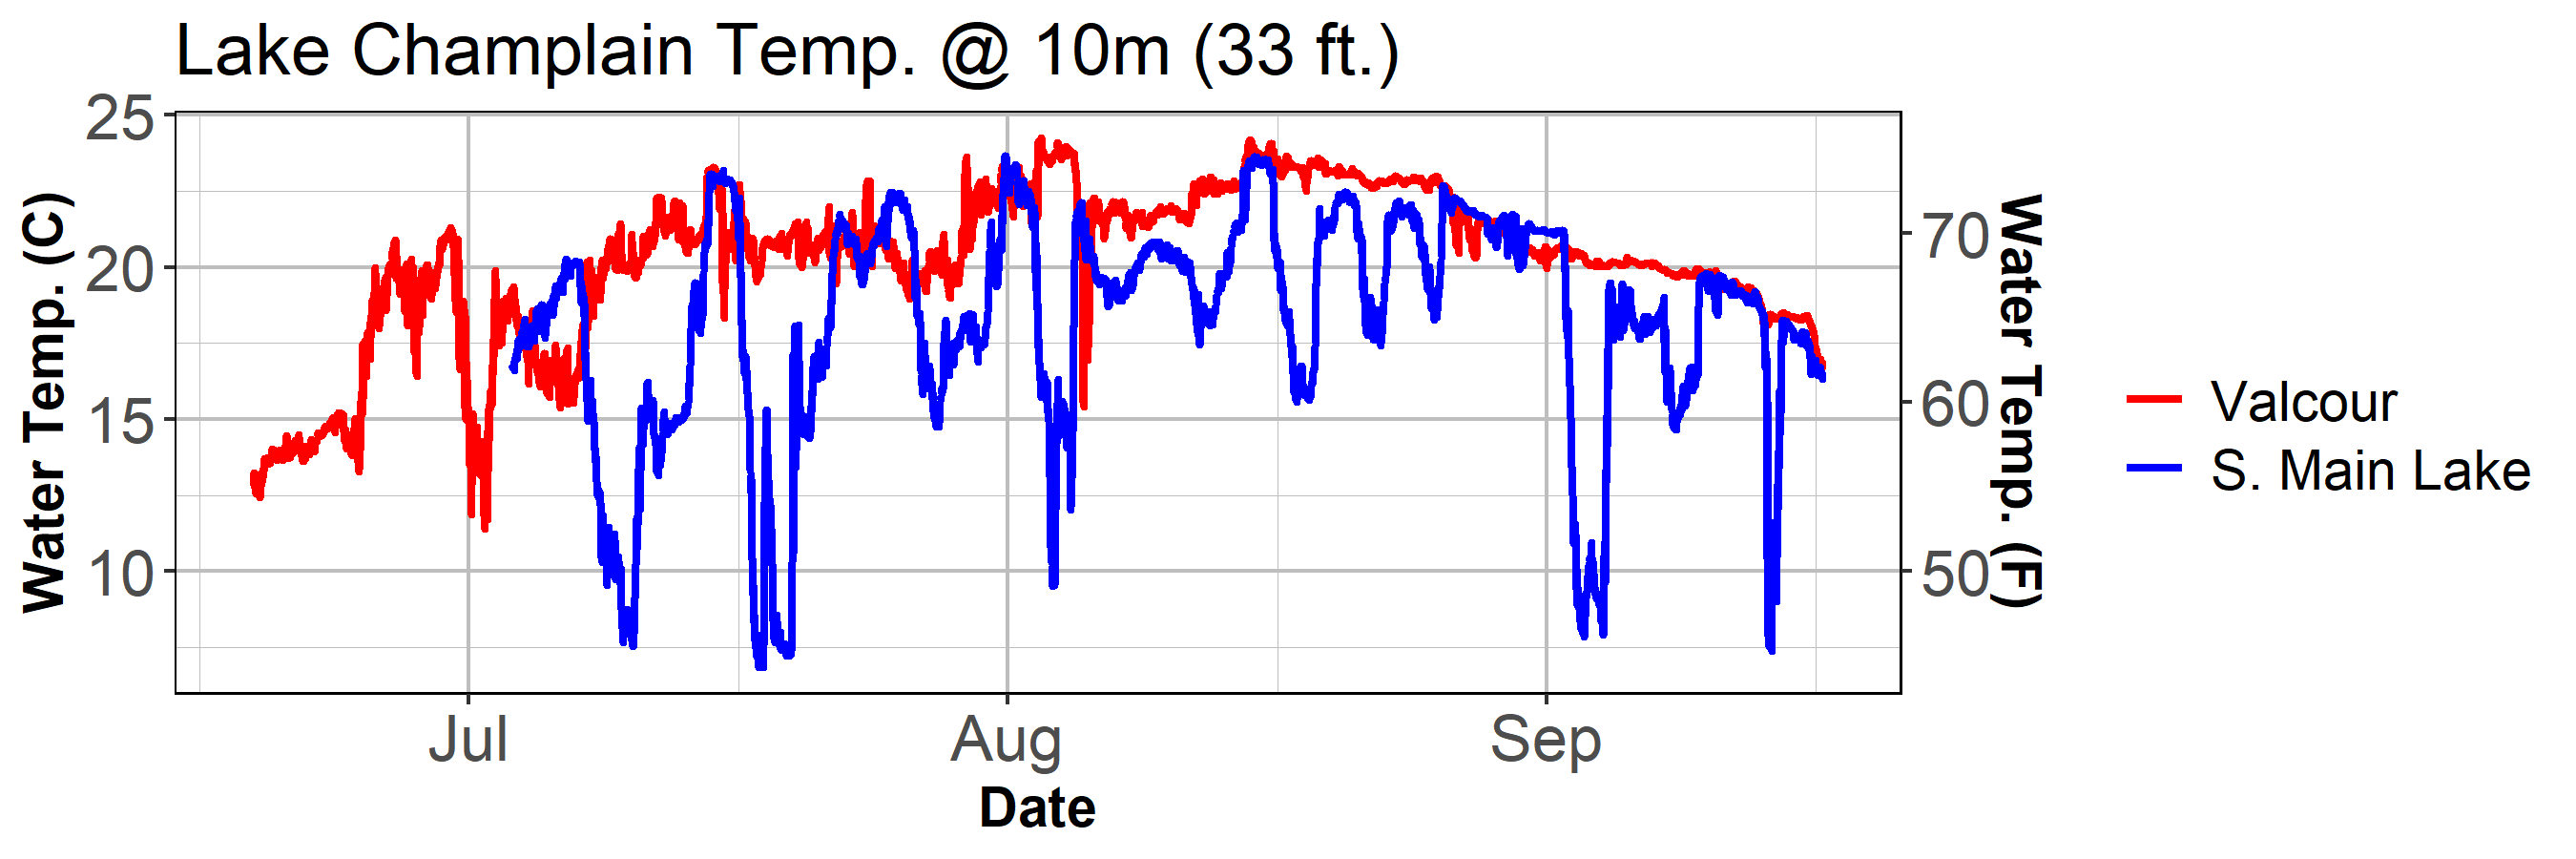 Lake Champlain Temp. @ 10m (33 ft.)
Water Temp. (C)
25
20
15
10
Jul
Aug
Sep
Date
70
60
50
Water Temp. (F)
Valcour
S. Main Lake